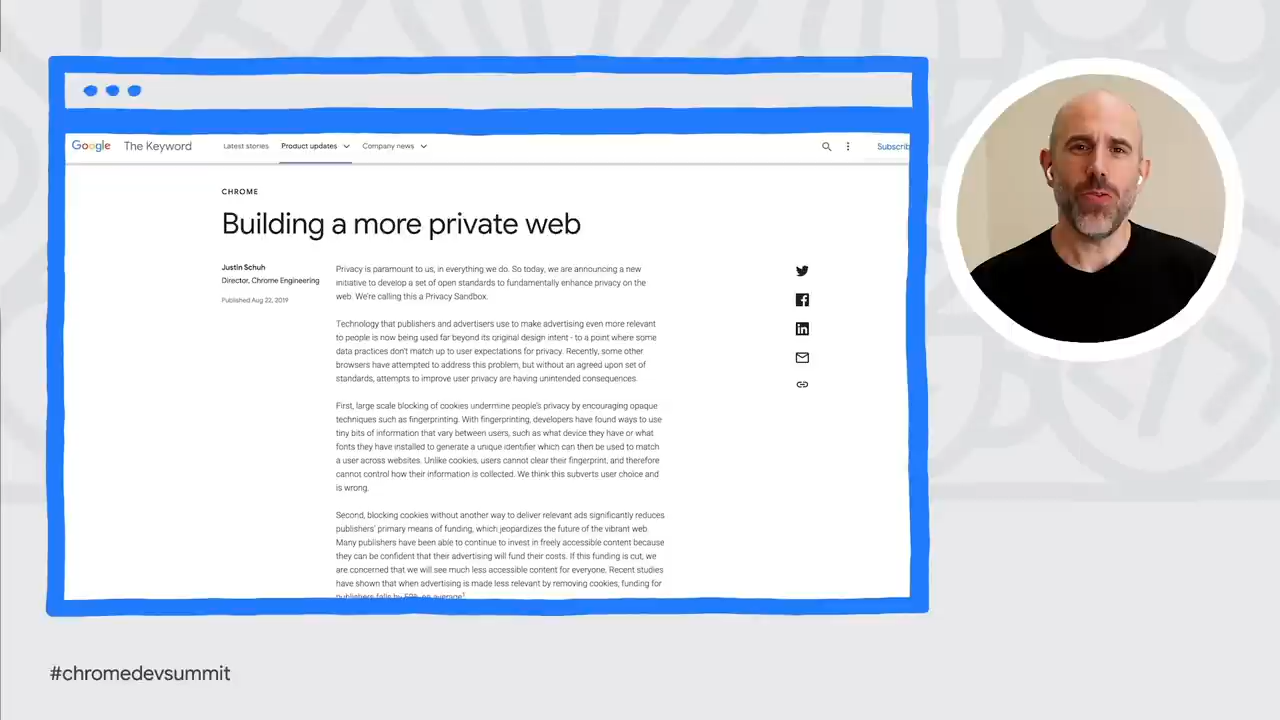 Google The Keyword Latest stories Product updates Company news Subscrib
CHROME
Building a more private web
Justin Schuh
Director, Chrome Engineering
Published Aug 22, 2019
Privacy is paramount to us, in everything we do. So today, we are announcing a new
initiative to develop a set of open standards to fundamentally enhance privacy on the
web. We're calling this a Privacy Sandbox.
Technology that publishers and advertisers use to make advertising even more relevant
to people is now being used far beyond its original design intent - to a point where some
data practices don't match up to user expectations for privacy. Recently, some other
browsers have attempted to address this problem, but without an agreed upon set of
standards, attempts to improve user privacy are having unintended consequences
First, large scale blocking of cookies undermine people's privacy by encouraging opaque
techniques such as fingerprinting. With fingerprinting, developers have found ways to use
tiny bits of information that vary between users, such as what device they have or what
fonts they have installed to generate a unique identifier which can then be used to match
a user across websites. Unlike cookies, users cannot clear their fingerprint, and therefore
cannot control how their information is collected. We think this subverts user choice and
is wrong.
Second, blocking cookies without another way to deliver relevant ads significantly reduces
publishers' primary means of funding, which jeopardizes the future of the vibrant web.
Many publishers have been able to continue to invest in freely accessible content because
they can be confident that their advertising will fund their costs. If this funding is cut, we
are concerned that we will see much less accessible content for everyone. Recent studies
have shown that when advertising is made less relevant by removing cookies, funding for
publishers falls by 52% on average¹
#chromedevsummit